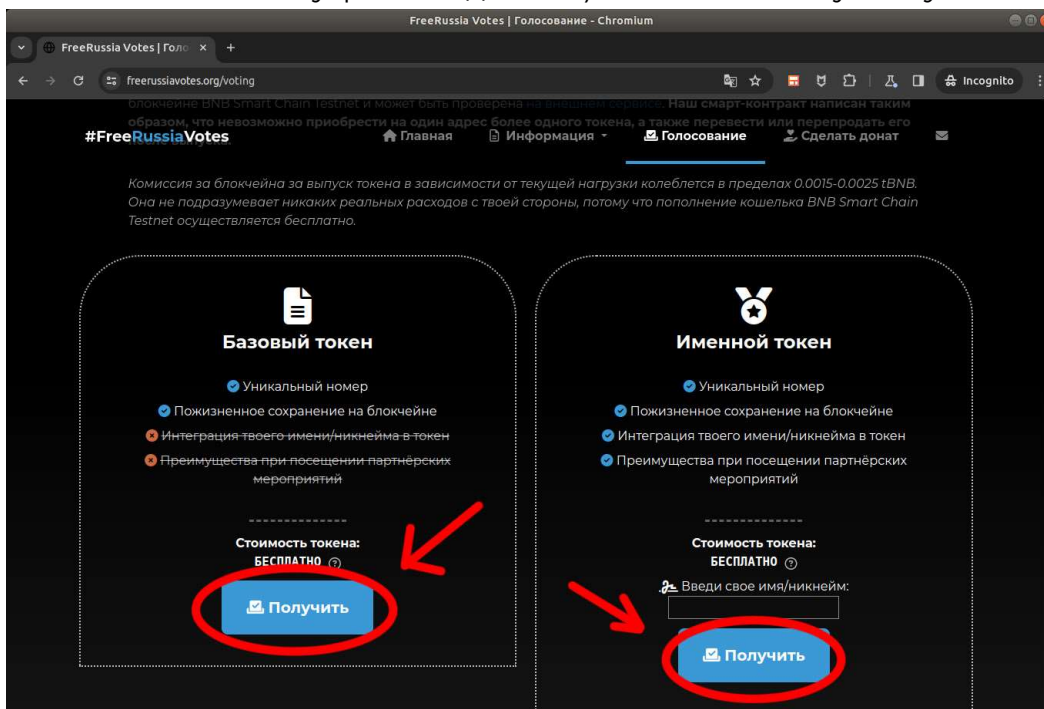 FreeRussia Votes | Голосование - Chromium
FreeRussia Votes | Голо
freerussiavotes.org/voting
Incognito
блокчейне BNB Smart Chain Testnet и может быть проверена на внешнем сервисе. Наш смарт-контракт написан таким
образом, что невозможно приобрести на один адрес более одного токена, а также перевести или перепродать его
после выпуска.
#FreeRussiaVotes
Главная
Информация
Голосование
Сделать донат
Комиссия за блокчейна за выпуск токена в зависимости от текущей нагрузки колеблется в пределах 0.0015-0.0025 tBNB.
Она не подразумевает никаких реальных расходов с твоей стороны, потому что пополнение кошелька BNB Smart Chain
Testnet осуществляется бесплатно.
Базовый токен
Уникальный номер
Пожизненное сохранение на блокчейне
Интеграция твоего имени/никнейма в токен
Преимущества при посещении партнёрских
мероприятий
--------------
Стоимость токена:
БЕСПЛАТНО
Получить
Именной токен
Уникальный номер
Пожизненное сохранение на блокчейне
Интеграция твоего имени/никнейма в токен
Преимущества при посещении партнёрских
мероприятий
--------------
Стоимость токена:
БЕСПЛАТНО
Введи свое имя/никнейм:
Получить